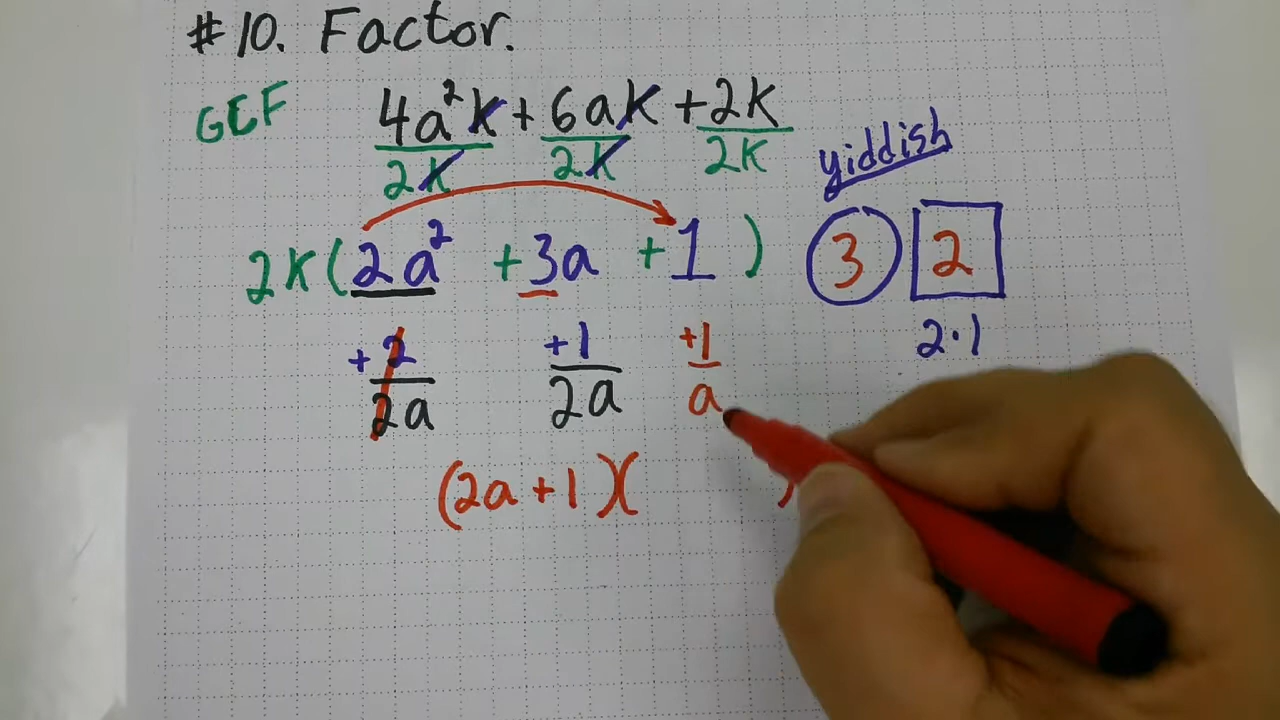 #10. Factor.
GCF 4a²k + 6ak + 2k
2k 2k 2k
yiddish
2k(2a² +3a +1) 3 2
2·1
+2 +1 +1
2a 2a a
(2a+1)( )